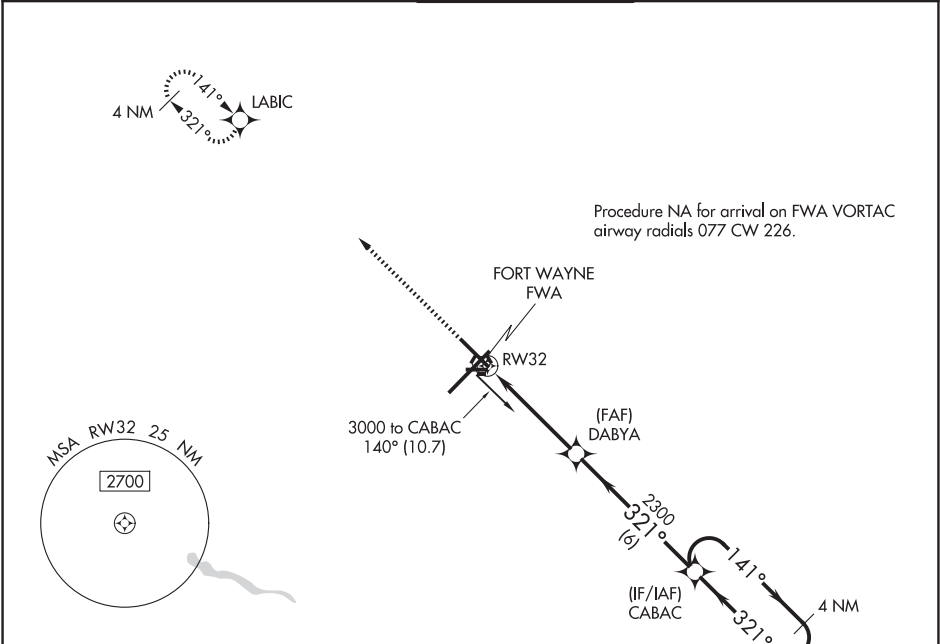 141°
321°
4 NM
LABIC
Procedure NA for arrival on FWA VORTAC
airway radials 077 CW 226.
FORT WAYNE
FWA
RW32
3000 to CABAC
140° (10.7)
(FAF)
DABYA
MSA RW32 25 NM
2700
2300
321°
(6)
141°
(IF/IAF)
CABAC
4 NM
321°